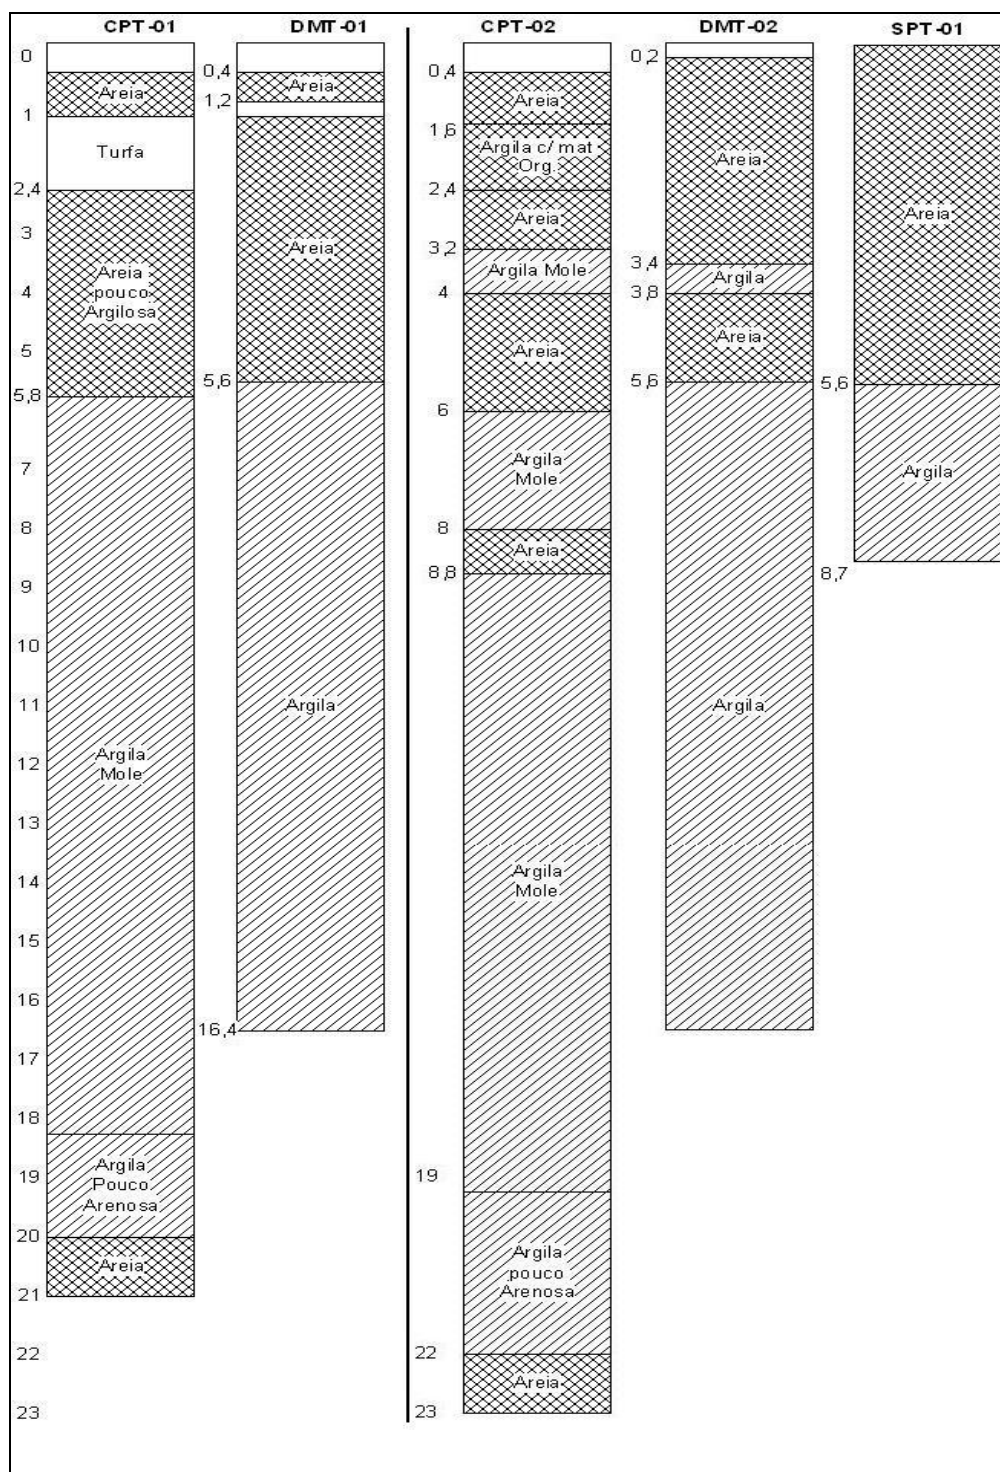 CPT-01 DMT-01 CPT-02 DMT-02 SPT-01
0
1
2,4
3
4
5
5,8
7
8
9
10
11
12
13
14
15
16
17
18
19
20
21
22
23
Areia
Turfa
Areia
pouco
Argilosa
Argila
Mole
Argila
Pouco
Arenosa
Areia
0,4
1,2
5,6
16,4
Areia
Areia
Argila
0,4
1,6
2,4
3,2
4
6
8
8,8
19
22
23
Areia
Argila c/ mat
Org.
Areia
Argila Mole
Areia
Argila
Mole
Areia
Argila
Mole
Argila
pouco
Arenosa
Areia
0,2
3,4
3,8
5,6
Areia
Argila
Areia
Argila
5,6
8,7
Areia
Argila